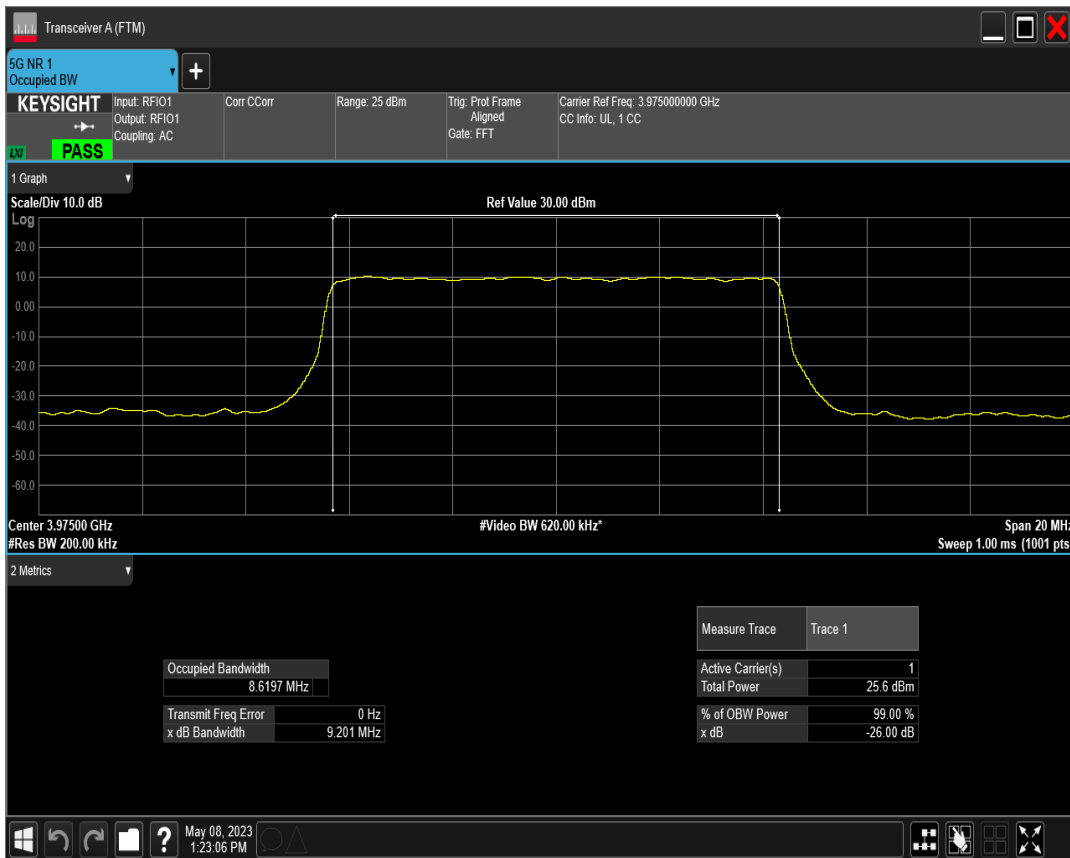 Transceiver A (FTM)
5G NR 1
Occupied BW
+
KEYSIGHT
LXI
PASS
Input: RFIO1
Output: RFIO1
Coupling: AC
Corr CCorr
Range: 25 dBm
Trig: Prot Frame
Aligned
Gate: FFT
Carrier Ref Freq: 3.975000000 GHz
CC Info: UL, 1 CC
1 Graph
Scale/Div 10.0 dB
Ref Value 30.00 dBm
Log
20.0
10.0
0.00
-10.0
-20.0
-30.0
-40.0
-50.0
-60.0
Center 3.97500 GHz
#Video BW 620.00 kHz*
Span 20 MHz
#Res BW 200.00 kHz
Sweep 1.00 ms (1001 pts
2 Metrics
Measure Trace Trace 1
Occupied Bandwidth
8.6197 MHz
Active Carrier(s) 1
Total Power 25.6 dBm
Transmit Freq Error 0 Hz
x dB Bandwidth 9.201 MHz
% of OBW Power 99.00 %
x dB -26.00 dB
?
May 08, 2023
1:23:06 PM